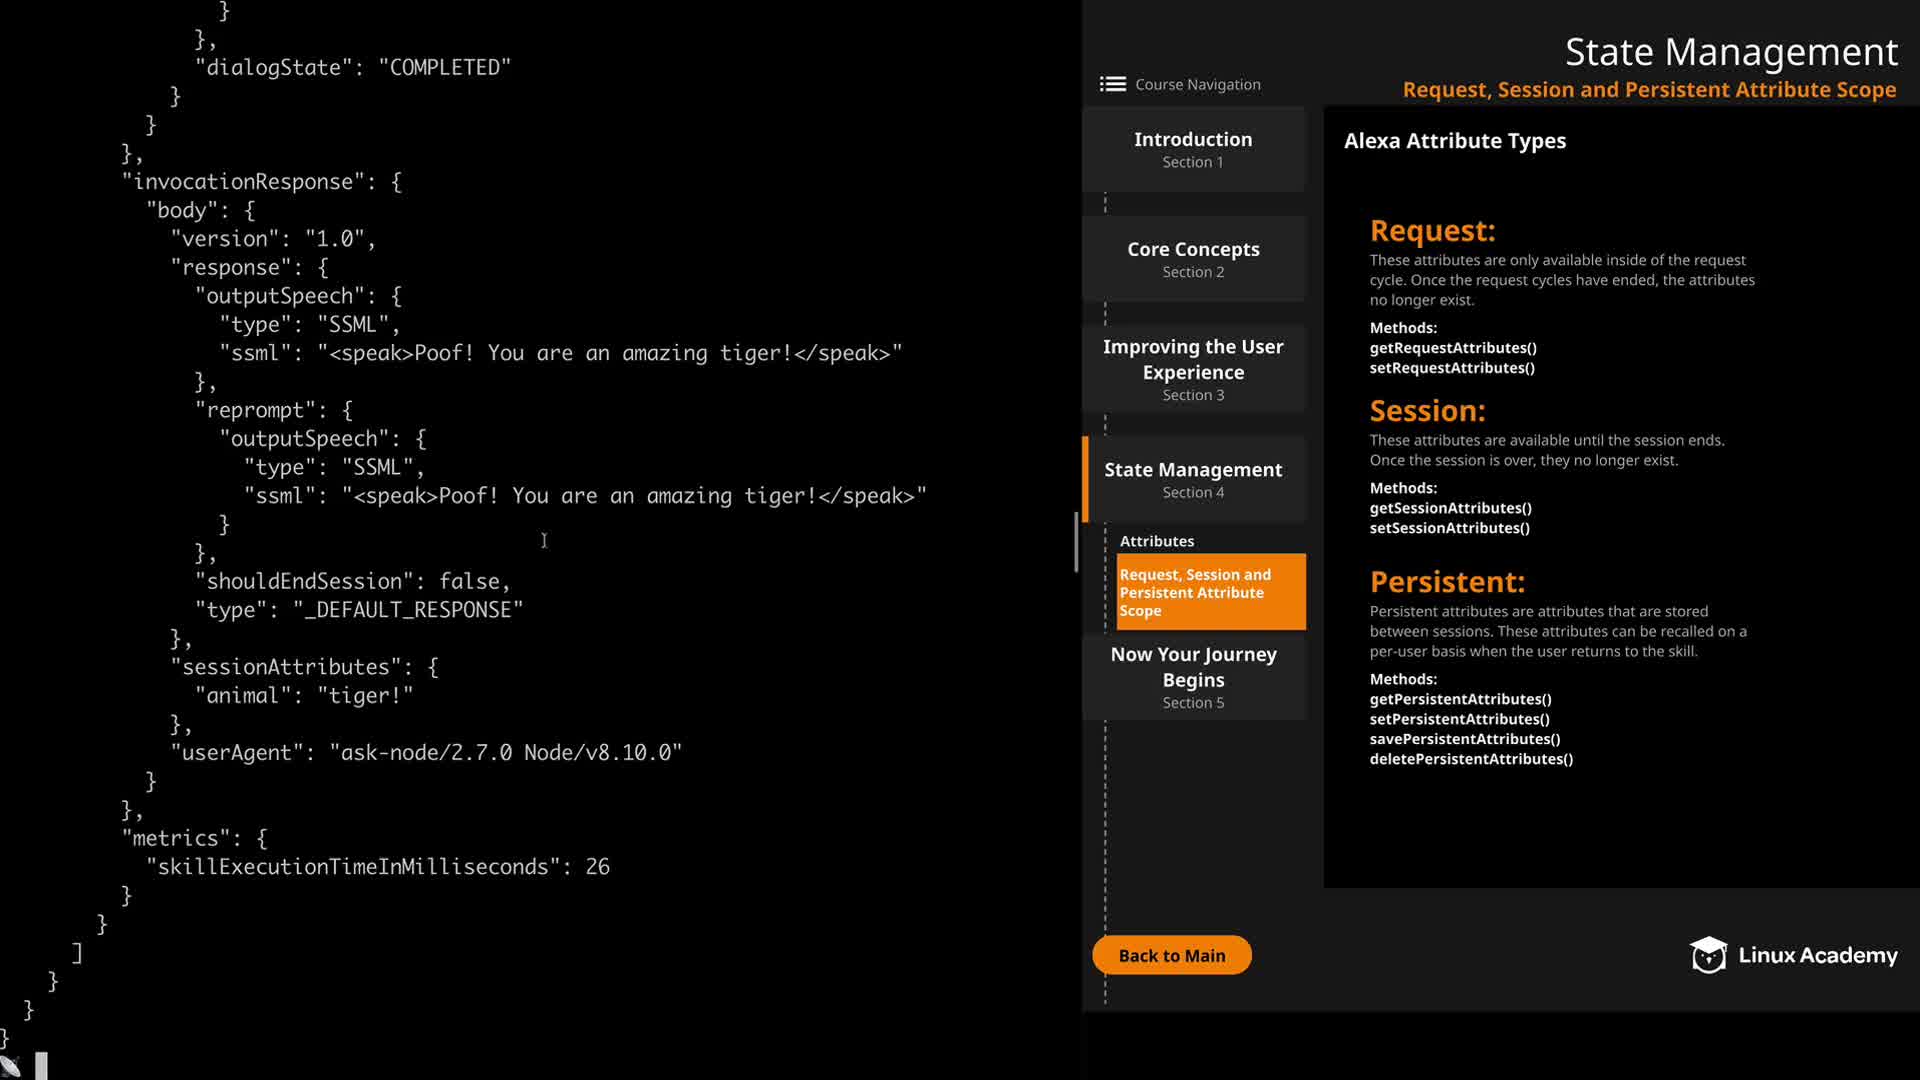 }
},
"dialogState": "COMPLETED"
}
}
},
"invocationResponse": {
"body": {
"version": "1.0",
"response": {
"outputSpeech": {
"type": "SSML",
"ssml": "<speak>Poof! You are an amazing tiger!</speak>"
},
"reprompt": {
"outputSpeech": {
"type": "SSML",
"ssml": "<speak>Poof! You are an amazing tiger!</speak>"
}
},
"shouldEndSession": false,
"type": "_DEFAULT_RESPONSE"
},
"sessionAttributes": {
"animal": "tiger!"
},
"userAgent": "ask-node/2.7.0 Node/v8.10.0"
}
},
"metrics": {
"skillExecutionTimeInMilliseconds": 26
}
}
]
}
}
}
State Management
Request, Session and Persistent Attribute Scope
Course Navigation
Introduction
Section 1
Core Concepts
Section 2
Improving the User
Experience
Section 3
State Management
Section 4
Attributes
Request, Session and
Persistent Attribute
Scope
Now Your Journey
Begins
Section 5
Back to Main
Alexa Attribute Types
Request:
These attributes are only available inside of the request
cycle. Once the request cycles have ended, the attributes
no longer exist.
Methods:
getRequestAttributes()
setRequestAttributes()
Session:
These attributes are available until the session ends.
Once the session is over, they no longer exist.
Methods:
getSessionAttributes()
setSessionAttributes()
Persistent:
Persistent attributes are attributes that are stored
between sessions. These attributes can be recalled on a
per-user basis when the user returns to the skill.
Methods:
getPersistentAttributes()
setPersistentAttributes()
savePersistentAttributes()
deletePersistentAttributes()
Linux Academy